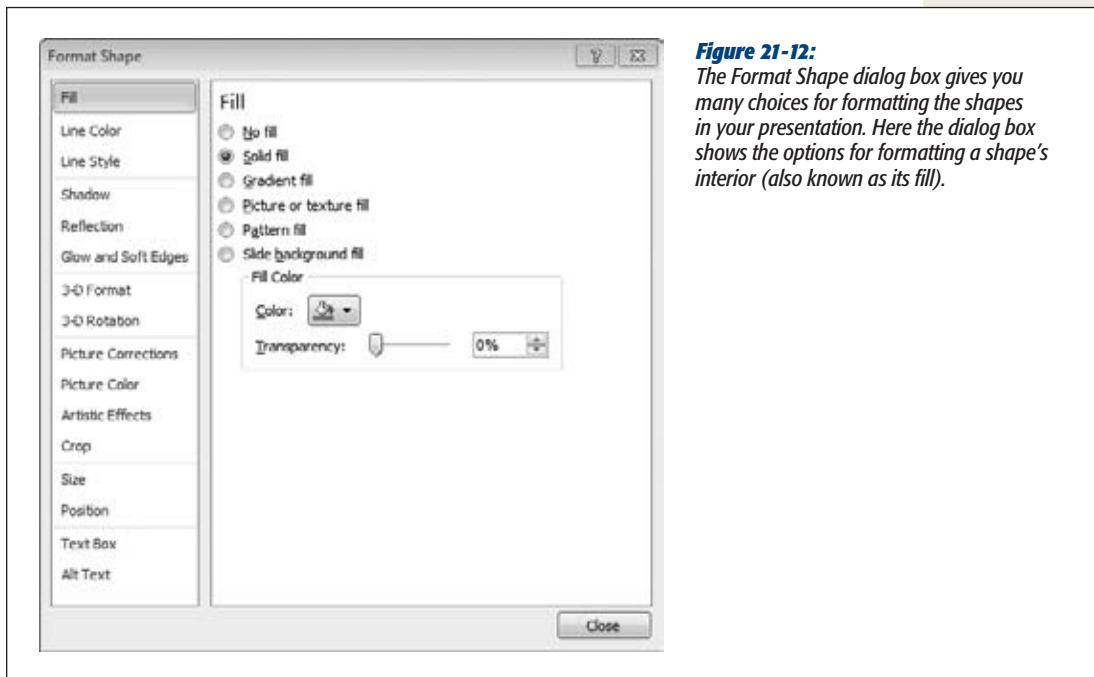 Format Shape
Fill
Line Color
Line Style
Shadow
Reflection
Glow and Soft Edges
3-D Format
3-D Rotation
Picture Corrections
Picture Color
Artistic Effects
Crop
Size
Position
Text Box
Alt Text
Fill
No fill
Solid fill
Gradient fill
Picture or texture fill
Pattern fill
Slide background fill
Fill Color
Color:
Transparency: 0%
Close
Figure 21-12:
The Format Shape dialog box gives you
many choices for formatting the shapes
in your presentation. Here the dialog box
shows the options for formatting a shape's
interior (also known as its fill).